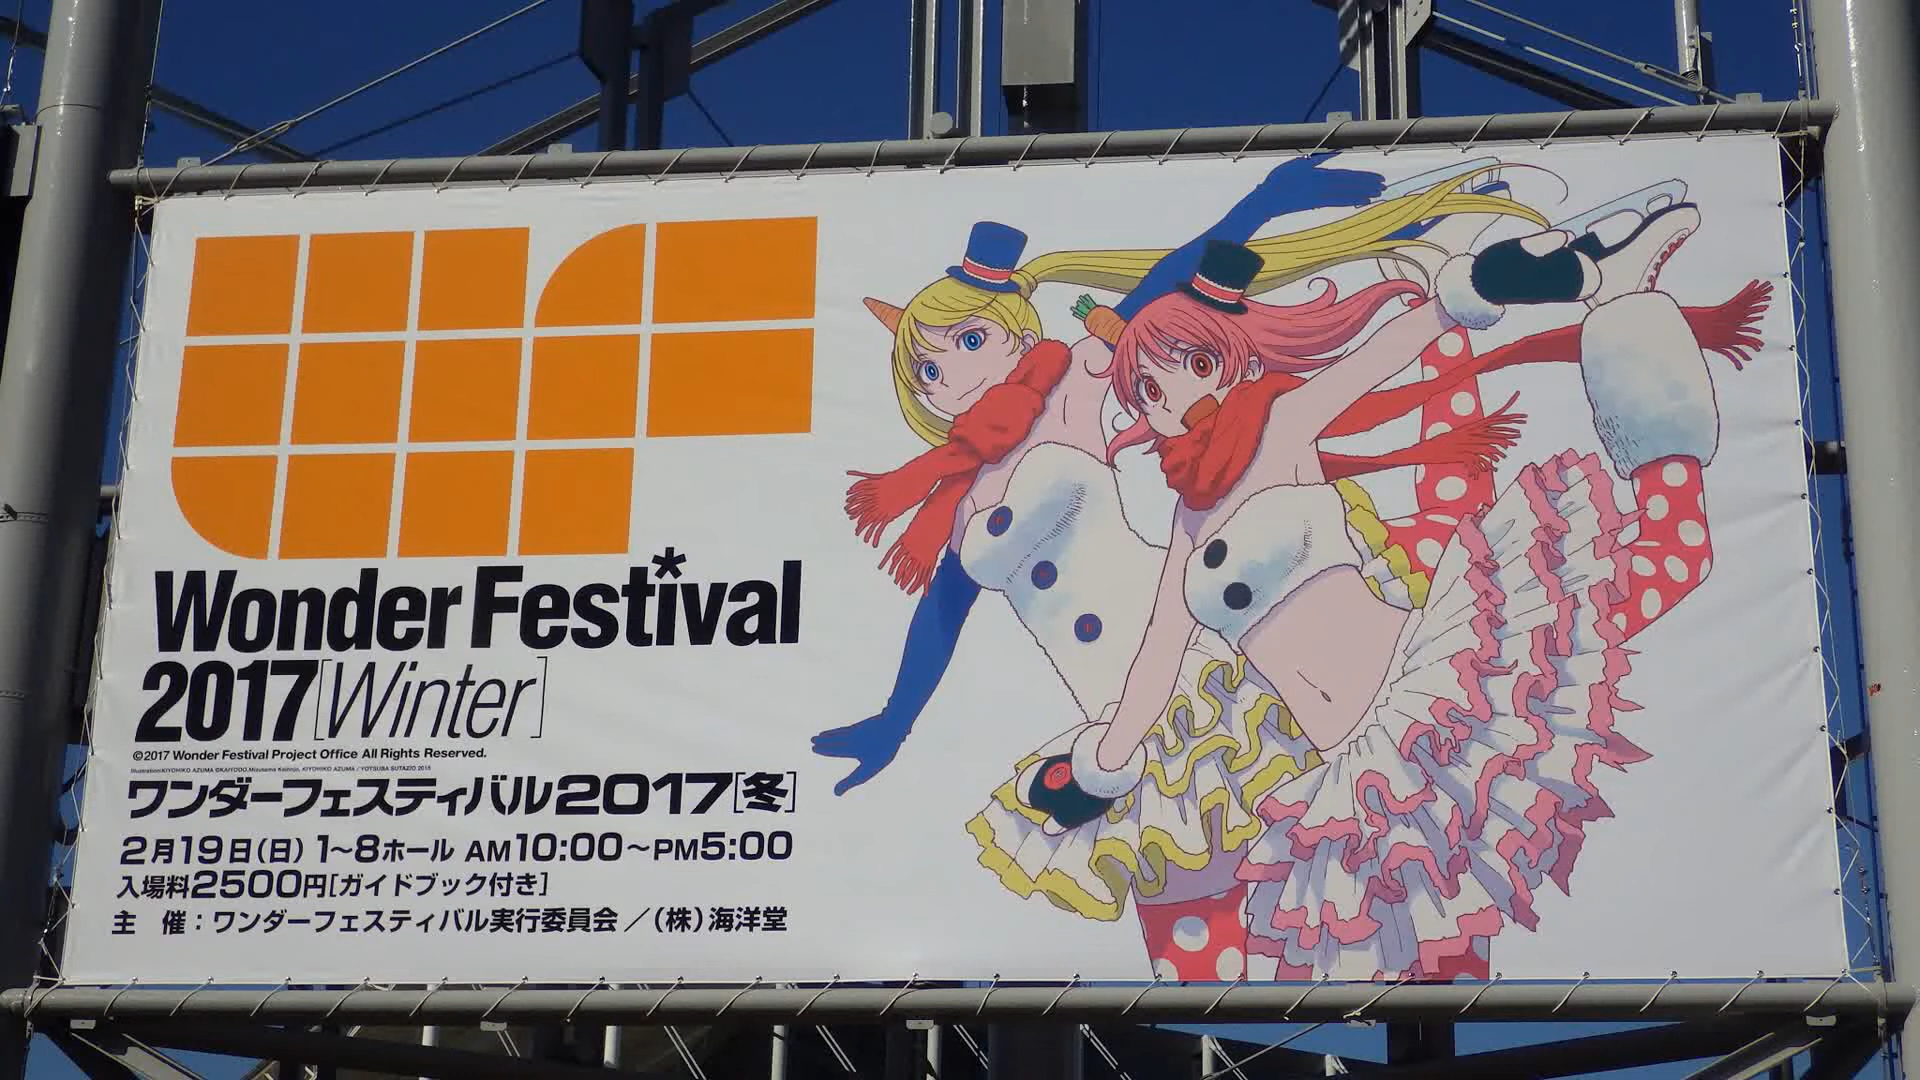 Wonder Festival
2017[Winter]
©2017 Wonder Festival Project Office All Rights Reserved.
ワンダーフェスティバル2017[冬]
2月19日(日) 1~8ホール AM10:00~PM5:00
入場料2500円[ガイドブック付き]
主 催:ワンダーフェスティバル実行委員会/(株)海洋堂